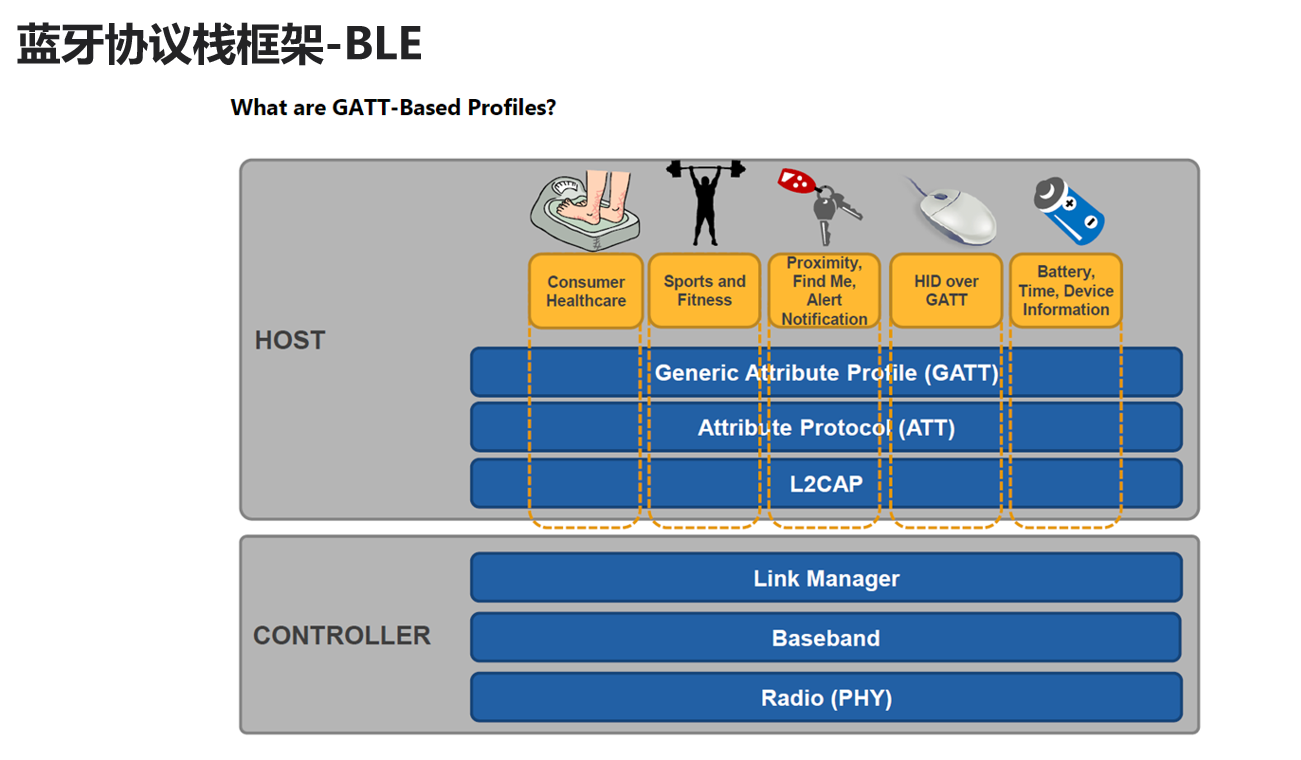 蓝牙协议栈框架-BLE
What are GATT-Based Profiles?
Consumer
Healthcare
Sports and
Fitness
Proximity,
Find Me,
Alert
Notification
HID over
GATT
Battery,
Time, Device
Information
HOST
Generic Attribute Profile (GATT)
Attribute Protocol (ATT)
L2CAP
CONTROLLER
Link Manager
Baseband
Radio (PHY)